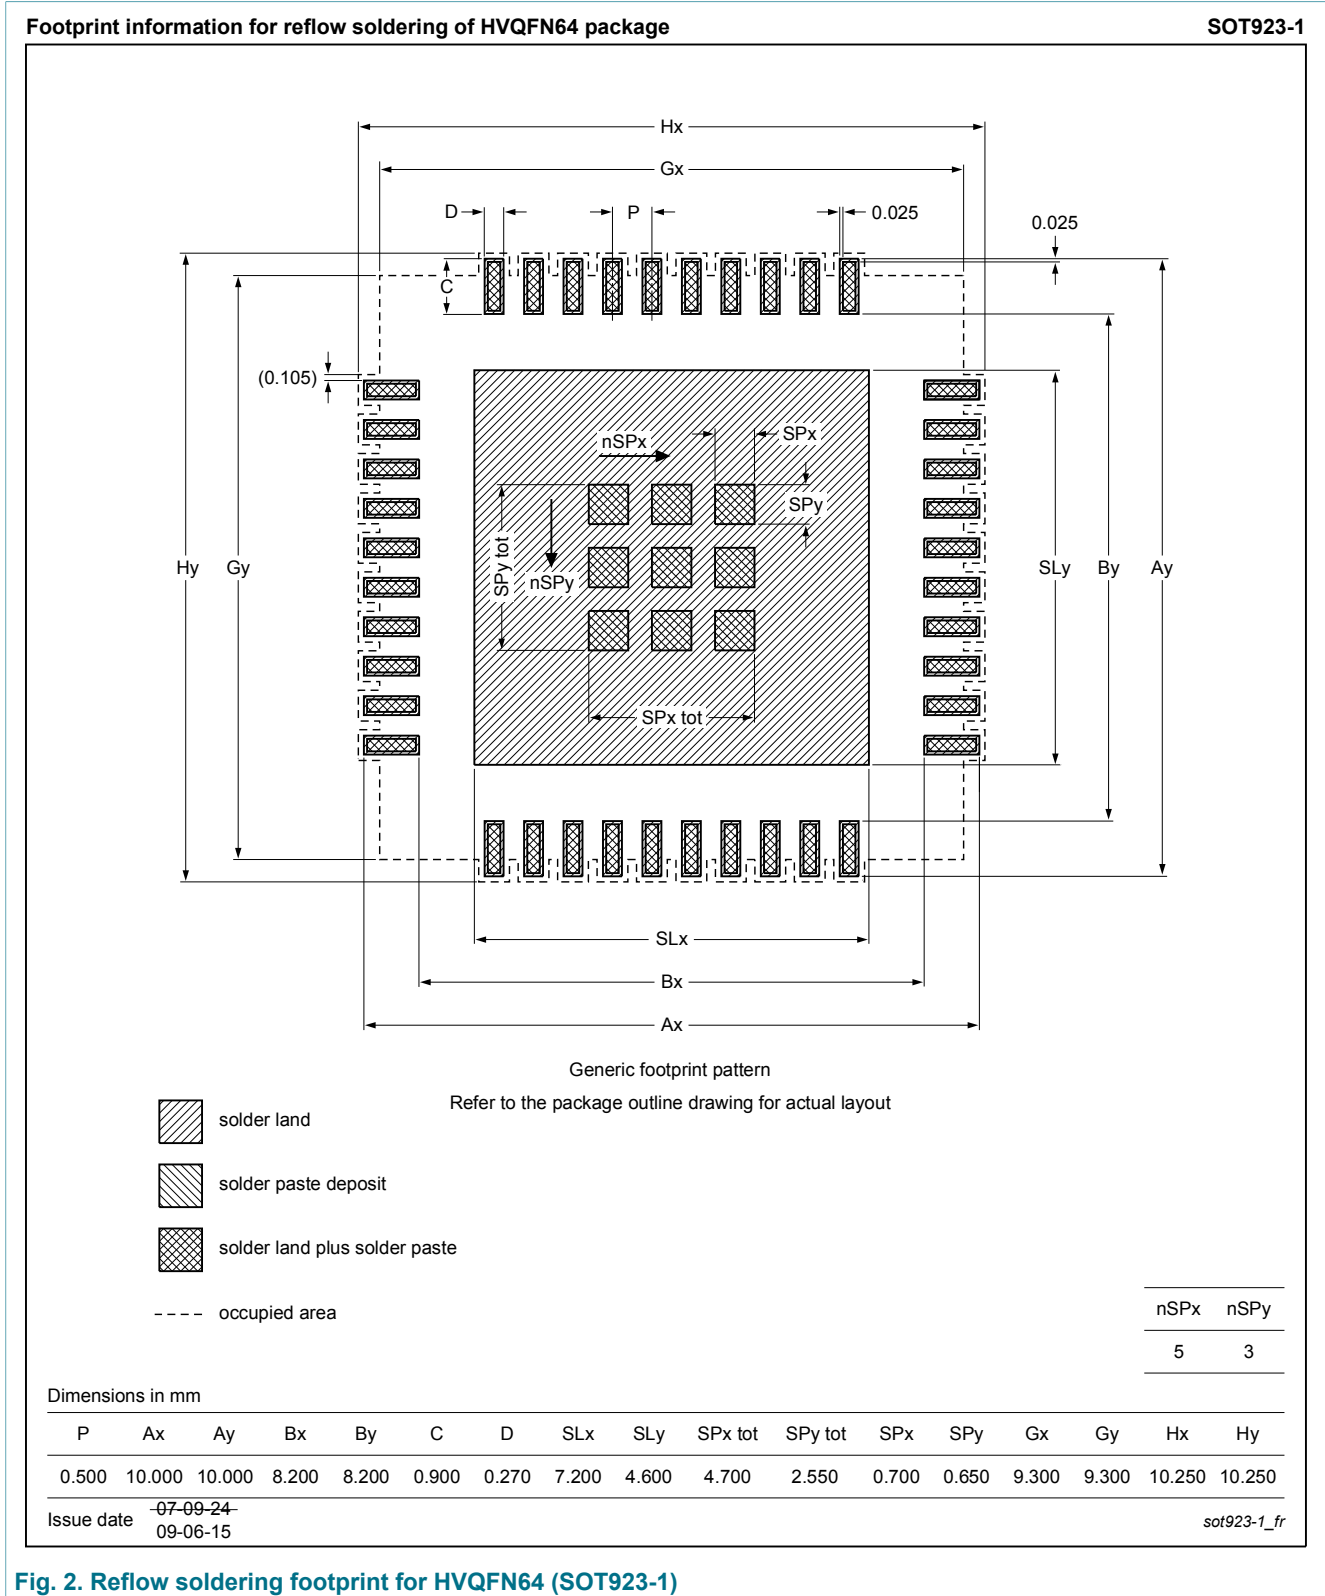 Footprint information for reflow soldering of HVQFN64 package SOT923-1
Hx
Gx
D P 0.025
0.025
C
(0.105)
nSPx SPx
SPy
SPy tot
nSPy
Hy Gy SLy By Ay
SPx tot
SLx
Bx
Ax
Generic footprint pattern
Refer to the package outline drawing for actual layout
solder land
solder paste deposit
solder land plus solder paste
occupied area
nSPx nSPy
5 3
Dimensions in mm
P Ax Ay Bx By C D SLx SLy SPx tot SPy tot SPx SPy Gx Gy Hx Hy
0.500 10.000 10.000 8.200 8.200 0.900 0.270 7.200 4.600 4.700 2.550 0.700 0.650 9.300 9.300 10.250 10.250
Issue date 07-09-24
09-06-15
sot923-1_fr
Fig. 2. Reflow soldering footprint for HVQFN64 (SOT923-1)